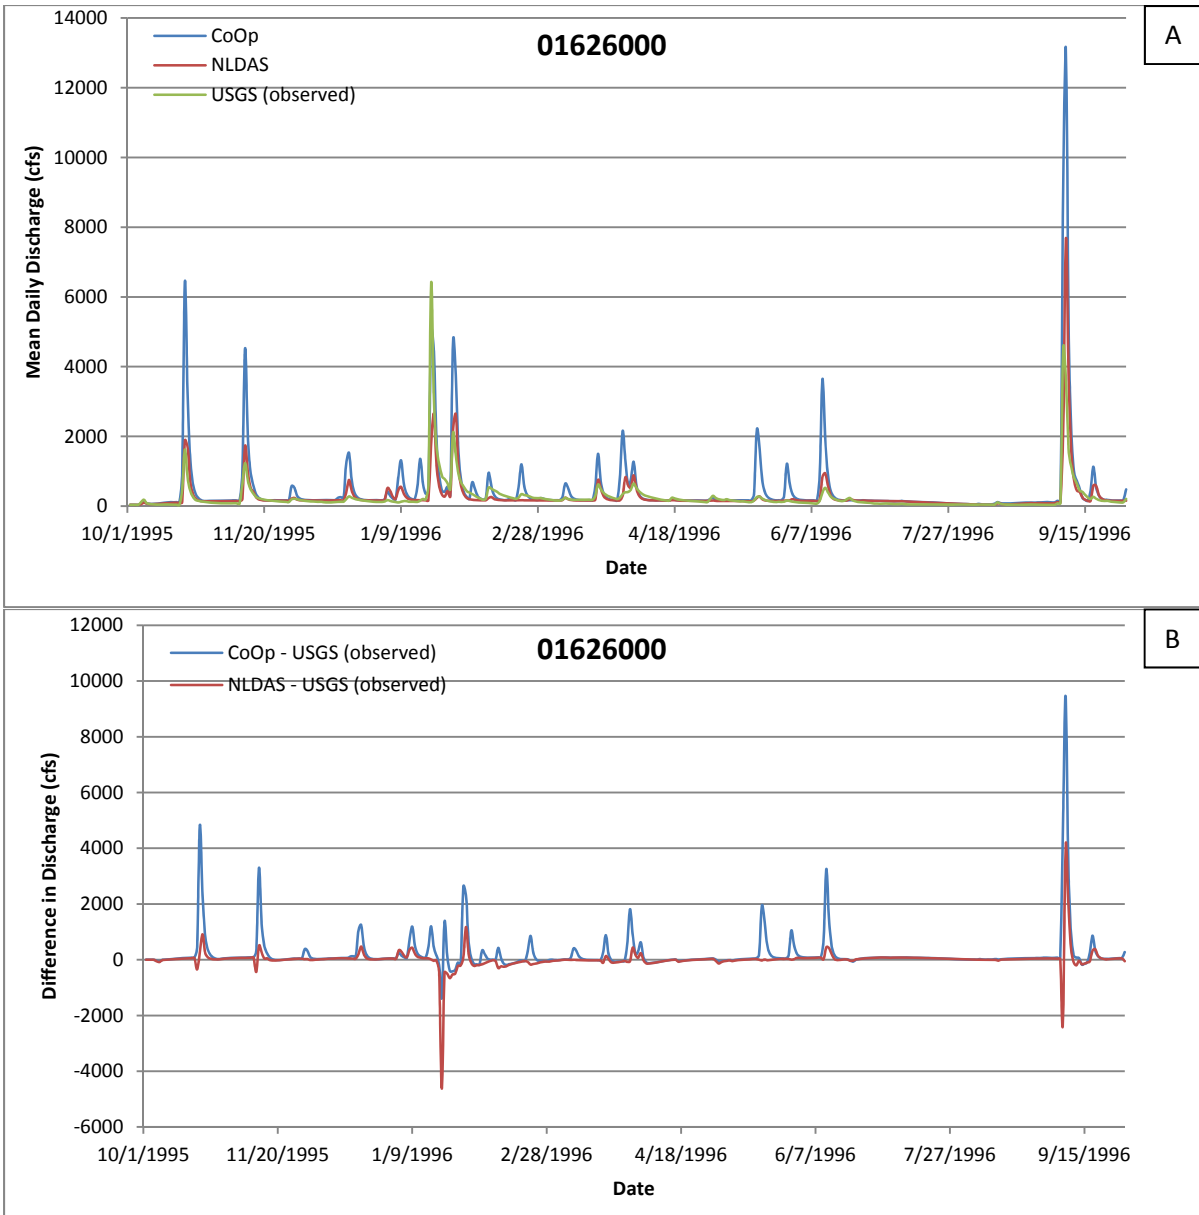 A
01626000
CoOp
NLDAS
USGS (observed)
Mean Daily Discharge (cfs)
14000
12000
10000
8000
6000
4000
2000
0
10/1/1995 11/20/1995 1/9/1996 2/28/1996 4/18/1996 6/7/1996 7/27/1996 9/15/1996
Date
B
01626000
CoOp - USGS (observed)
NLDAS - USGS (observed)
Difference in Discharge (cfs)
12000
10000
8000
6000
4000
2000
0
-2000
-4000
-6000
10/1/1995 11/20/1995 1/9/1996 2/28/1996 4/18/1996 6/7/1996 7/27/1996 9/15/1996
Date